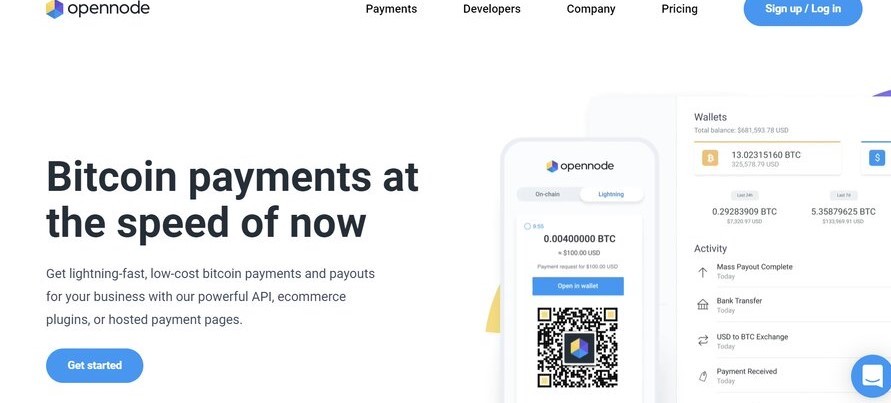 opennode
Payments
Developers
Company
Pricing
Sign up / Log in
Bitcoin payments at
the speed of now
Get lightning-fast, low-cost bitcoin payments and payouts
for your business with our powerful API, ecommerce
plugins, or hosted payment pages.
Get started
opennode
On-chain
Lightning
9:55
0.00400000 BTC
≈ $100.00 USD
Payment request for $100.00 USD
Open in wallet
Wallets
Total balance: $681,593.78 USD
B
13.02315160 BTC
325,578.79 USD
$
Last 24h
Last 7d
0.29283909 BTC
5.35879625 BTC
$7,320.97 USD
$133,969.91 USD
Activity
Mass Payout Complete
Today
Bank Transfer
Today
USD to BTC Exchange
Today
Payment Received
Today